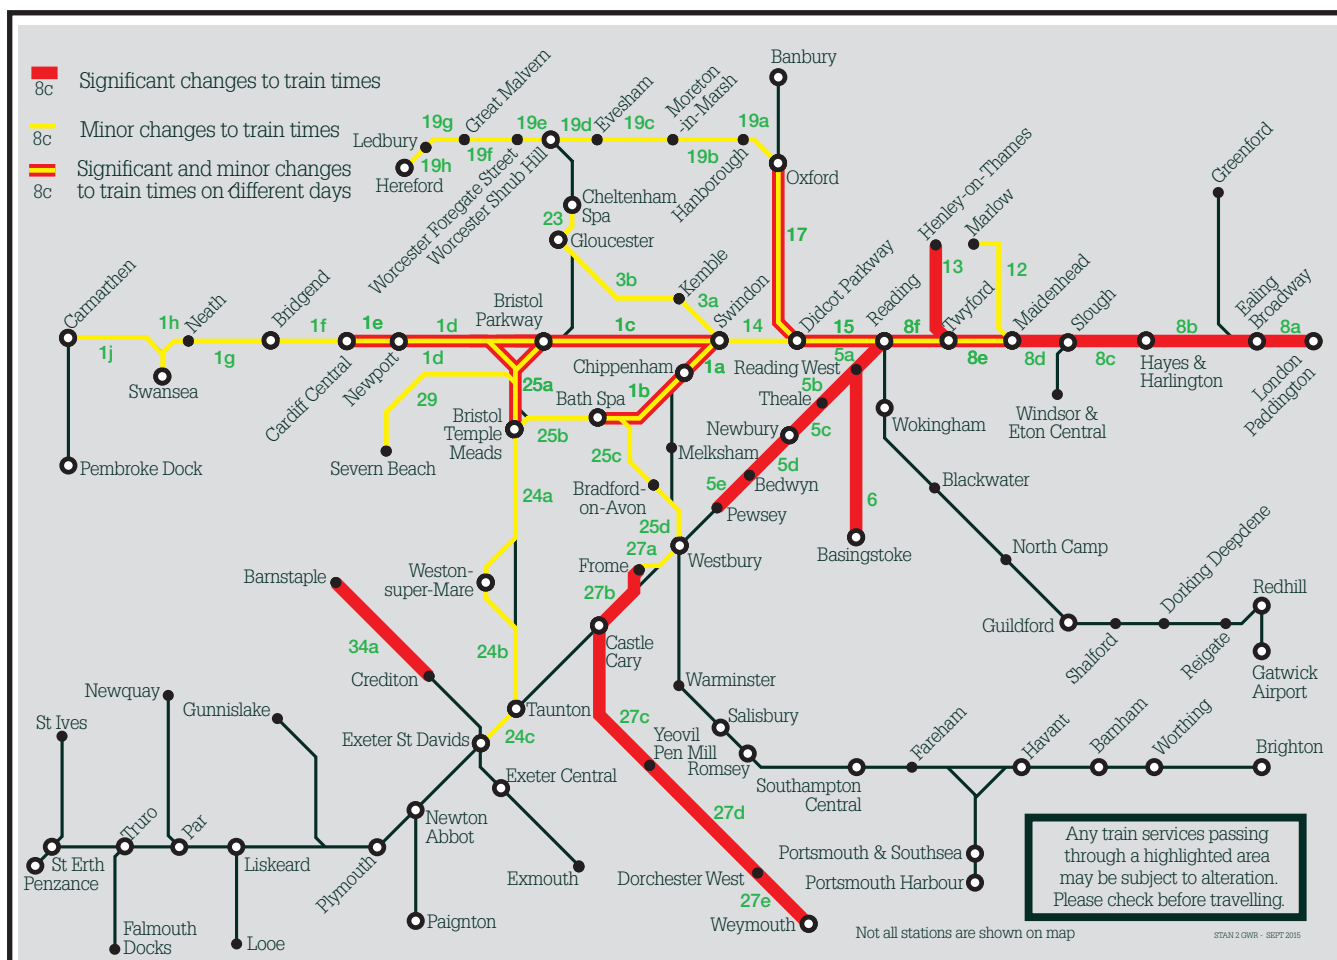 Significant changes to train times
8c
Minor changes to train times
8c
Significant and minor changes
to train times on different days
8c
Banbury
19g
Great Malvern
19e
19d
Evesham
19c
Moreton
-in-Marsh
19a
Ledbury
19h
19f
19b
Hereford
Worcester Foregate Street
Worcester Shrub Hill
Hanborough
Oxford
Henley-on-Thames
Marlow
Greenford
Cheltenham
Spa
23
Gloucester
17
3b
Kemble
3a
13
12
Carmarthen
1h
Neath
Bridgend
1f
1e
1d
Bristol
Parkway
1c
Swindon
14
Didcot Parkway
15
Reading
8f
Twyford
Maidenhead
Slough
8b
Ealing
Broadway
8a
1j
1g
1d
5a
8e
8d
8c
Hayes &
Harlington
Swansea
Cardiff Central
Newport
29
25a
Chippenham
1a
1b
Reading West
5b
London
Paddington
Bath Spa
Theale
Bristol
Temple
Meads
25b
Newbury
5c
Wokingham
Windsor &
Eton Central
Pembroke Dock
Severn Beach
25c
Melksham
5d
Bedwyn
Blackwater
24a
Bradford-
on-Avon
5e
Pewsey
6
25d
27a
Westbury
Basingstoke
North Camp
Barnstaple
Weston-
super-Mare
Frome
27b
Dorking Deepdene
Redhill
34a
24b
Castle
Cary
Guildford
Shalford
Reigate
Gatwick
Airport
Crediton
Warminster
Newquay
Gunnislake
St Ives
Taunton
27c
Salisbury
Exeter St Davids
24c
Yeovil
Pen Mill
Romsey
Fareham
Havant
Barnham
Worthing
Brighton
Exeter Central
Southampton
Central
Newton
Abbot
27d
Truro
Par
St Erth
Penzance
Liskeard
Plymouth
Exmouth
Dorchester West
27e
Portsmouth & Southsea
Portsmouth Harbour
Any train services passing
through a highlighted area
may be subject to alteration.
Please check before travelling.
Falmouth
Docks
Looe
Paignton
Weymouth
Not all stations are shown on map
STAN 2 GWR - SEPT 2015